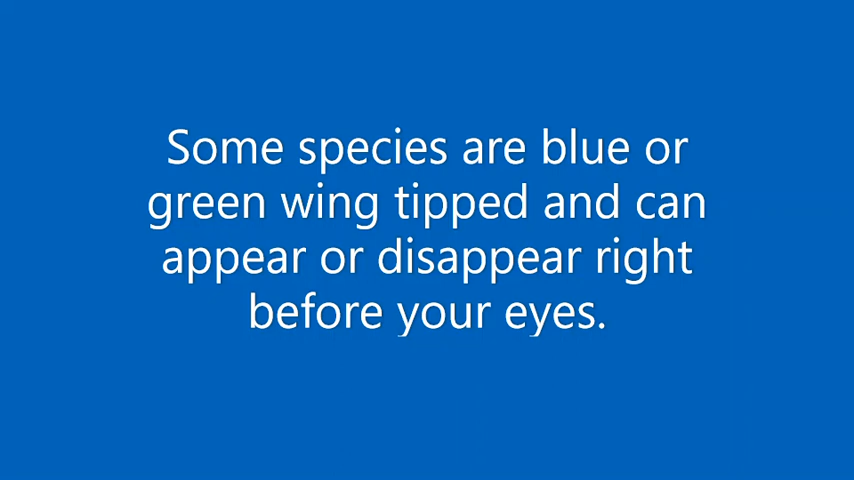 Some species are blue or
green wing tipped and can
appear or disappear right
before your eyes.